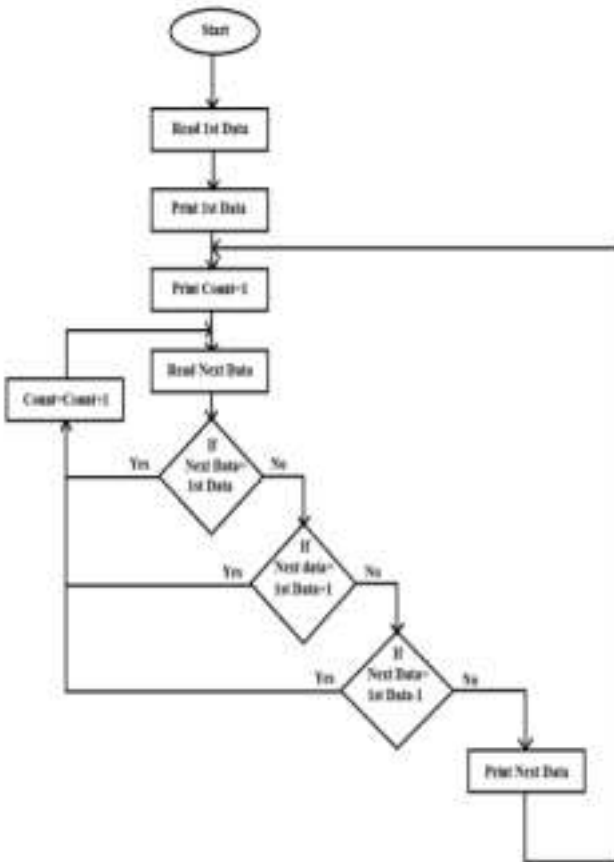 Start
Read 1st Data
Print 1st Data
Print Count=1
Read Next Data
Count=Count+1
If
Next Data=
1st Data
Yes
No
If
Next data=
1st Data+1
Yes
No
If
Next Data=
1st Data-1
Yes
No
Print Next Data